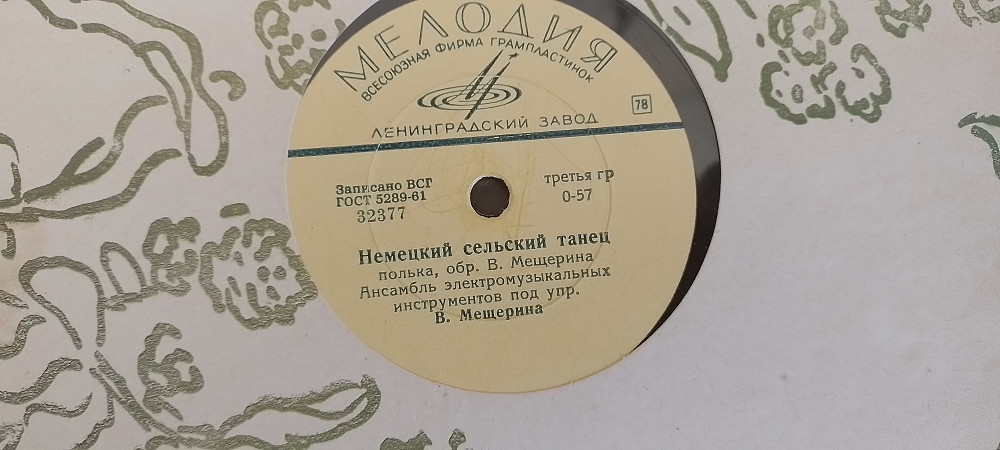 МЕЛОДИЯ
ВСЕСОЮЗНАЯ ФИРМА ГРАМПЛАСТИНОК
ЛЕНИНГРАДСКИЙ ЗАВОД
78
Записано ВСГ
ГОСТ 5289-61
32377
третья гр
0-57
Немецкий сельский танец
полька, обр. В. Мещерина
Ансамбль электромузыкальных
инструментов под упр.
В. Мещерина